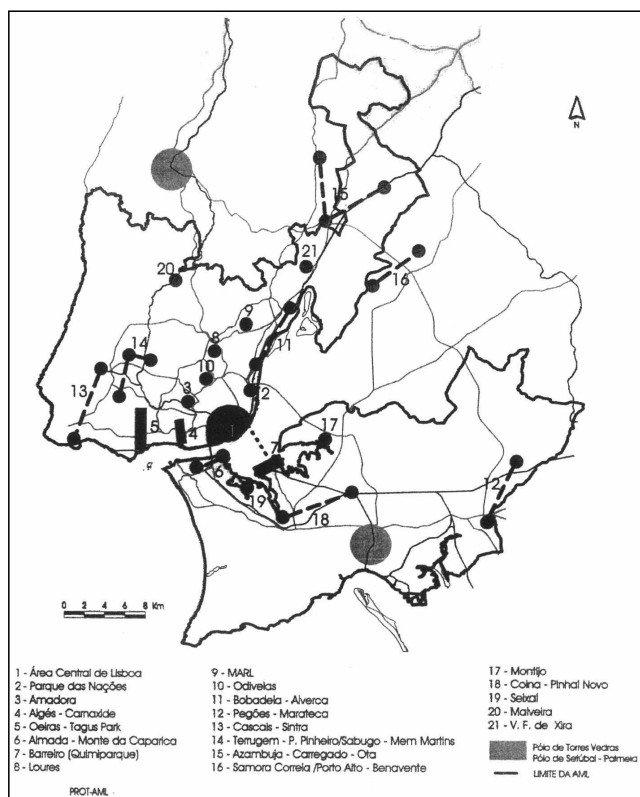 N
15
21
20
16
9
8
14
11
10
13
2
3
5
4
1
17
7
6
12
19
18
0 2 4 6 8 Km
1 - Área Central de Lisboa
2 - Parque das Nações
3 - Amadora
4 - Algés - Carnaxide
5 - Oeiras - Tagus Park
6 - Almada - Monte da Caparica
7 - Barreiro (Quimiparque)
8 - Loures
9 - MARL
10 - Odivelas
11 - Bobadela - Alverca
12 - Pegões - Marateca
13 - Cascais - Sintra
14 - Terrugem - P. Pinheiro/Sabugo - Mem Martins
15 - Azambuja - Carregado - Ota
16 - Samora Correia /Porto Alto - Benavente
17 - Montijo
18 - Coina - Pinhal Novo
19 - Seixal
20 - Malveira
21 - V. F. de Xira
Pólo de Torres Vedras
Pólo de Setúbal - Palmela
LIMITE DA AML
PROT-AML